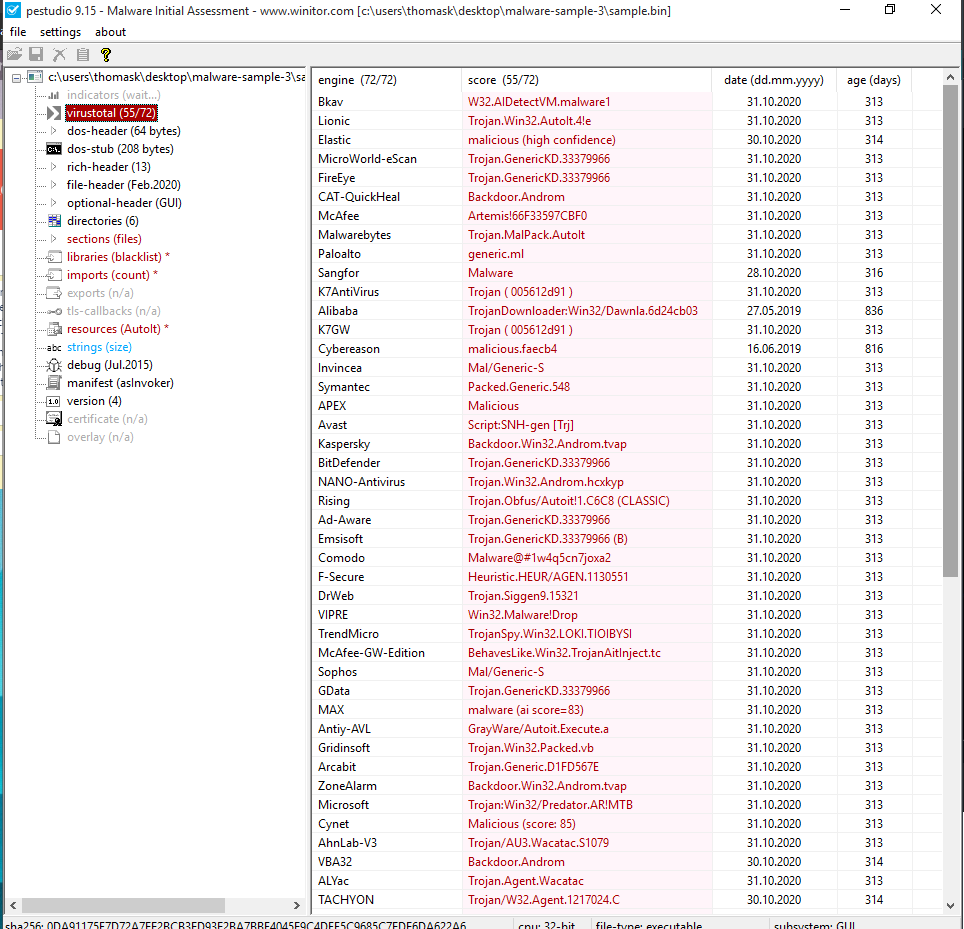 pestudio 9.15 - Malware Initial Assessment - www.winitor.com [c:\users\thomask\desktop\malware-sample-3\sample.bin]
file settings about
c:\users\thomask\desktop\malware-sample-3\sa
indicators (wait...)
virustotal (55/72)
dos-header (64 bytes)
dos-stub (208 bytes)
rich-header (13)
file-header (Feb.2020)
optional-header (GUI)
directories (6)
sections (files)
libraries (blacklist) *
imports (count) *
exports (n/a)
tls-callbacks (n/a)
resources (AutoIt) *
abc strings (size)
debug (Jul.2015)
manifest (asInvoker)
1.0 version (4)
certificate (n/a)
overlay (n/a)
engine (72/72) score (55/72) date (dd.mm.yyyy) age (days)
Bkav W32.AIDetectVM.malware1 31.10.2020 313
Lionic Trojan.Win32.AutoIt.4!e 31.10.2020 313
Elastic malicious (high confidence) 30.10.2020 314
MicroWorld-eScan Trojan.GenericKD.33379966 31.10.2020 313
FireEye Trojan.GenericKD.33379966 31.10.2020 313
CAT-QuickHeal Backdoor.Androm 31.10.2020 313
McAfee Artemis!66F33597CBF0 31.10.2020 313
Malwarebytes Trojan.MalPack.AutoIt 31.10.2020 313
Paloalto generic.ml 31.10.2020 313
Sangfor Malware 28.10.2020 316
K7AntiVirus Trojan ( 005612d91 ) 31.10.2020 313
Alibaba TrojanDownloader:Win32/Dawnla.6d24cb03 27.05.2019 836
K7GW Trojan ( 005612d91 ) 31.10.2020 313
Cybereason malicious.faecb4 16.06.2019 816
Invincea Mal/Generic-S 31.10.2020 313
Symantec Packed.Generic.548 31.10.2020 313
APEX Malicious 31.10.2020 313
Avast Script:SNH-gen [Trj] 31.10.2020 313
Kaspersky Backdoor.Win32.Androm.tvap 31.10.2020 313
BitDefender Trojan.GenericKD.33379966 31.10.2020 313
NANO-Antivirus Trojan.Win32.Androm.hcxkyp 31.10.2020 313
Rising Trojan.Obfus/Autoit!1.C6C8 (CLASSIC) 31.10.2020 313
Ad-Aware Trojan.GenericKD.33379966 31.10.2020 313
Emsisoft Trojan.GenericKD.33379966 (B) 31.10.2020 313
Comodo Malware@#1w4q5cn7joxa2 31.10.2020 313
F-Secure Heuristic.HEUR/AGEN.1130551 31.10.2020 313
DrWeb Trojan.Siggen9.15321 31.10.2020 313
VIPRE Win32.Malware!Drop 31.10.2020 313
TrendMicro TrojanSpy.Win32.LOKI.TIOIBYSI 31.10.2020 313
McAfee-GW-Edition BehavesLike.Win32.TrojanAitInject.tc 31.10.2020 313
Sophos Mal/Generic-S 31.10.2020 313
GData Trojan.GenericKD.33379966 31.10.2020 313
MAX malware (ai score=83) 31.10.2020 313
Antiy-AVL GrayWare/Autoit.Execute.a 31.10.2020 313
Gridinsoft Trojan.Win32.Packed.vb 31.10.2020 313
Arcabit Trojan.Generic.D1FD567E 31.10.2020 313
ZoneAlarm Backdoor.Win32.Androm.tvap 31.10.2020 313
Microsoft Trojan:Win32/Predator.AR!MTB 31.10.2020 313
Cynet Malicious (score: 85) 31.10.2020 313
AhnLab-V3 Trojan/AU3.Wacatac.S1079 31.10.2020 313
VBA32 Backdoor.Androm 30.10.2020 314
ALYac Trojan.Agent.Wacatac 31.10.2020 313
TACHYON Trojan/W32.Agent.1217024.C 30.10.2020 314
sha256: cpu: 32-bit file-type: executable subsystem: GUI